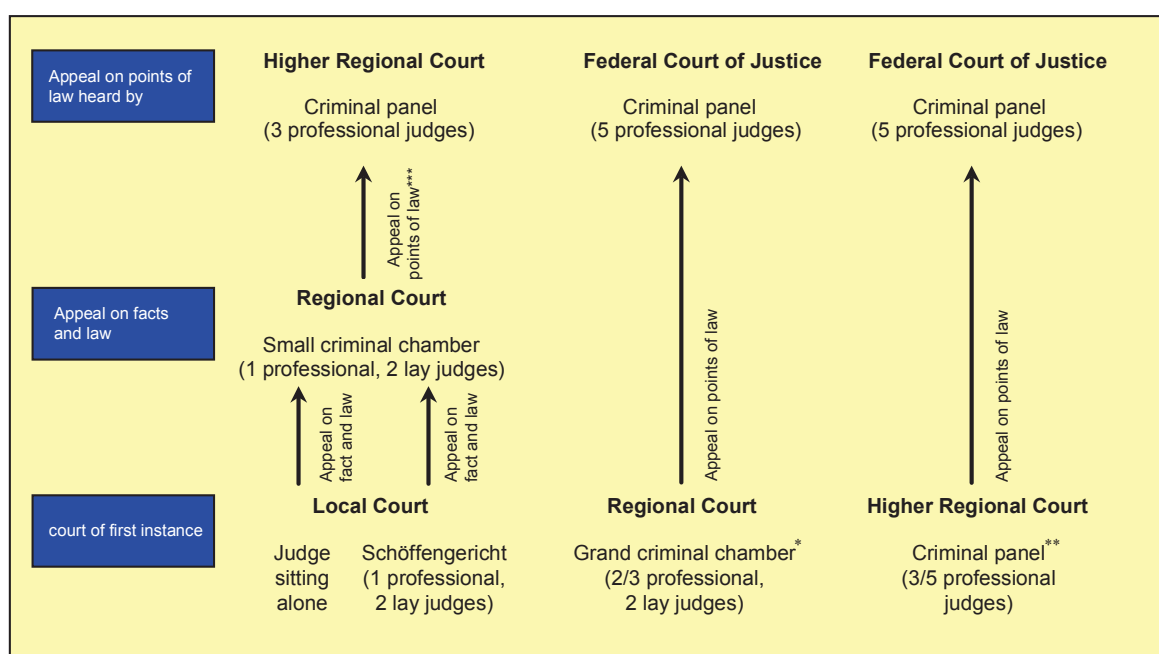 Appeal on points of
law heard by
Higher Regional Court
Criminal panel
(3 professional judges)
Federal Court of Justice
Criminal panel
(5 professional judges)
Federal Court of Justice
Criminal panel
(5 professional judges)
Appeal on
points of law***
Appeal on facts
and law
Regional Court
Small criminal chamber
(1 professional, 2 lay judges)
Appeal on
fact and law
Appeal on
fact and law
Appeal on points of law
Appeal on points of law
court of first instance
Local Court
Judge
sitting
alone
Schöffengericht
(1 professional,
2 lay judges)
Regional Court
Grand criminal chamber*
(2/3 professional,
2 lay judges)
Higher Regional Court
Criminal panel**
(3/5 professional
judges)